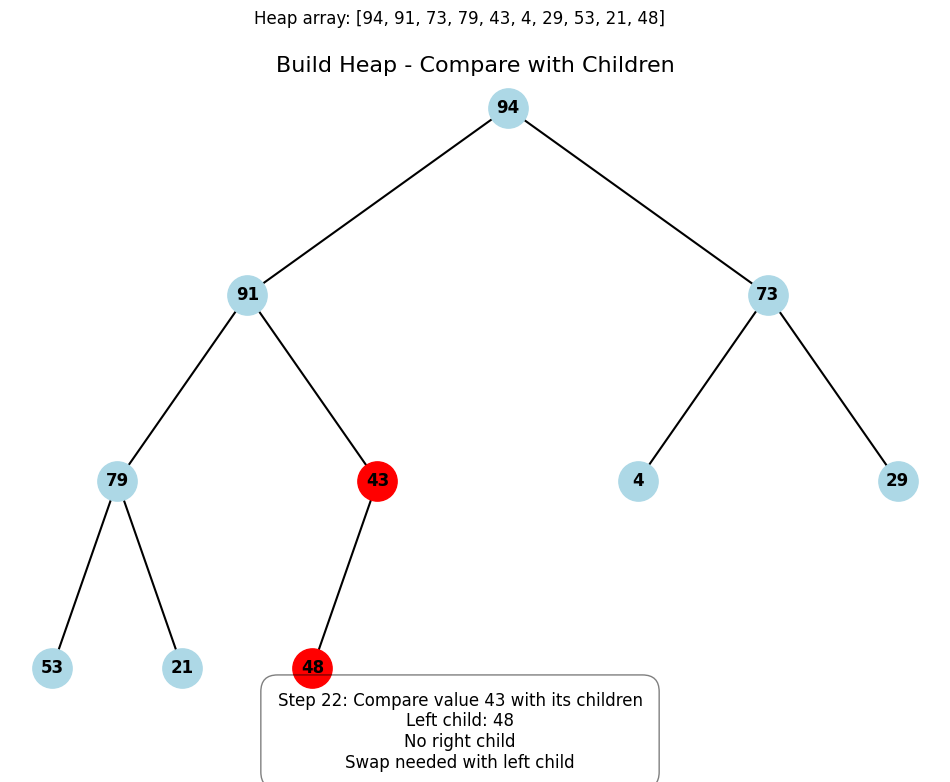 Heap array: [94, 91, 73, 79, 43, 4, 29, 53, 21, 48]
Build Heap - Compare with Children
94
91
73
79
43
4
29
53
21
48
Step 22: Compare value 43 with its children
Left child: 48
No right child
Swap needed with left child